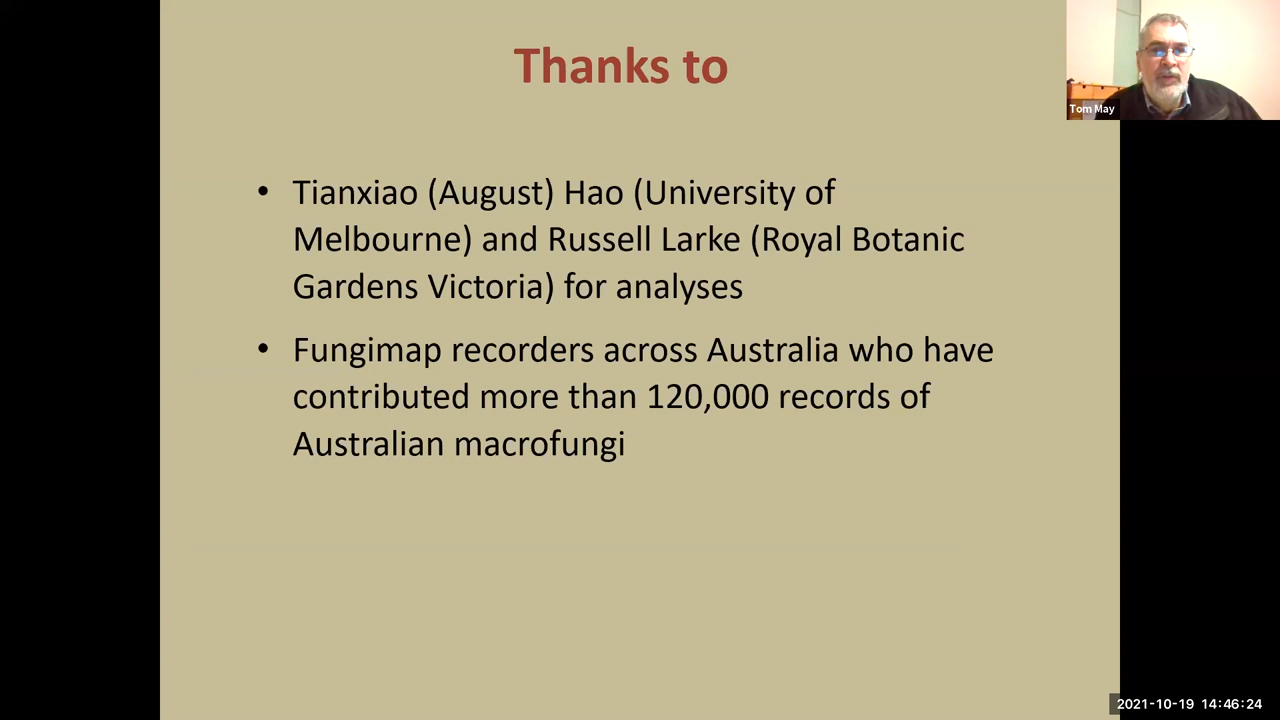 Thanks to
Tom May
• Tianxiao (August) Hao (University of
Melbourne) and Russell Larke (Royal Botanic
Gardens Victoria) for analyses
• Fungimap recorders across Australia who have
contributed more than 120,000 records of
Australian macrofungi
2021-10-19 14:46:24